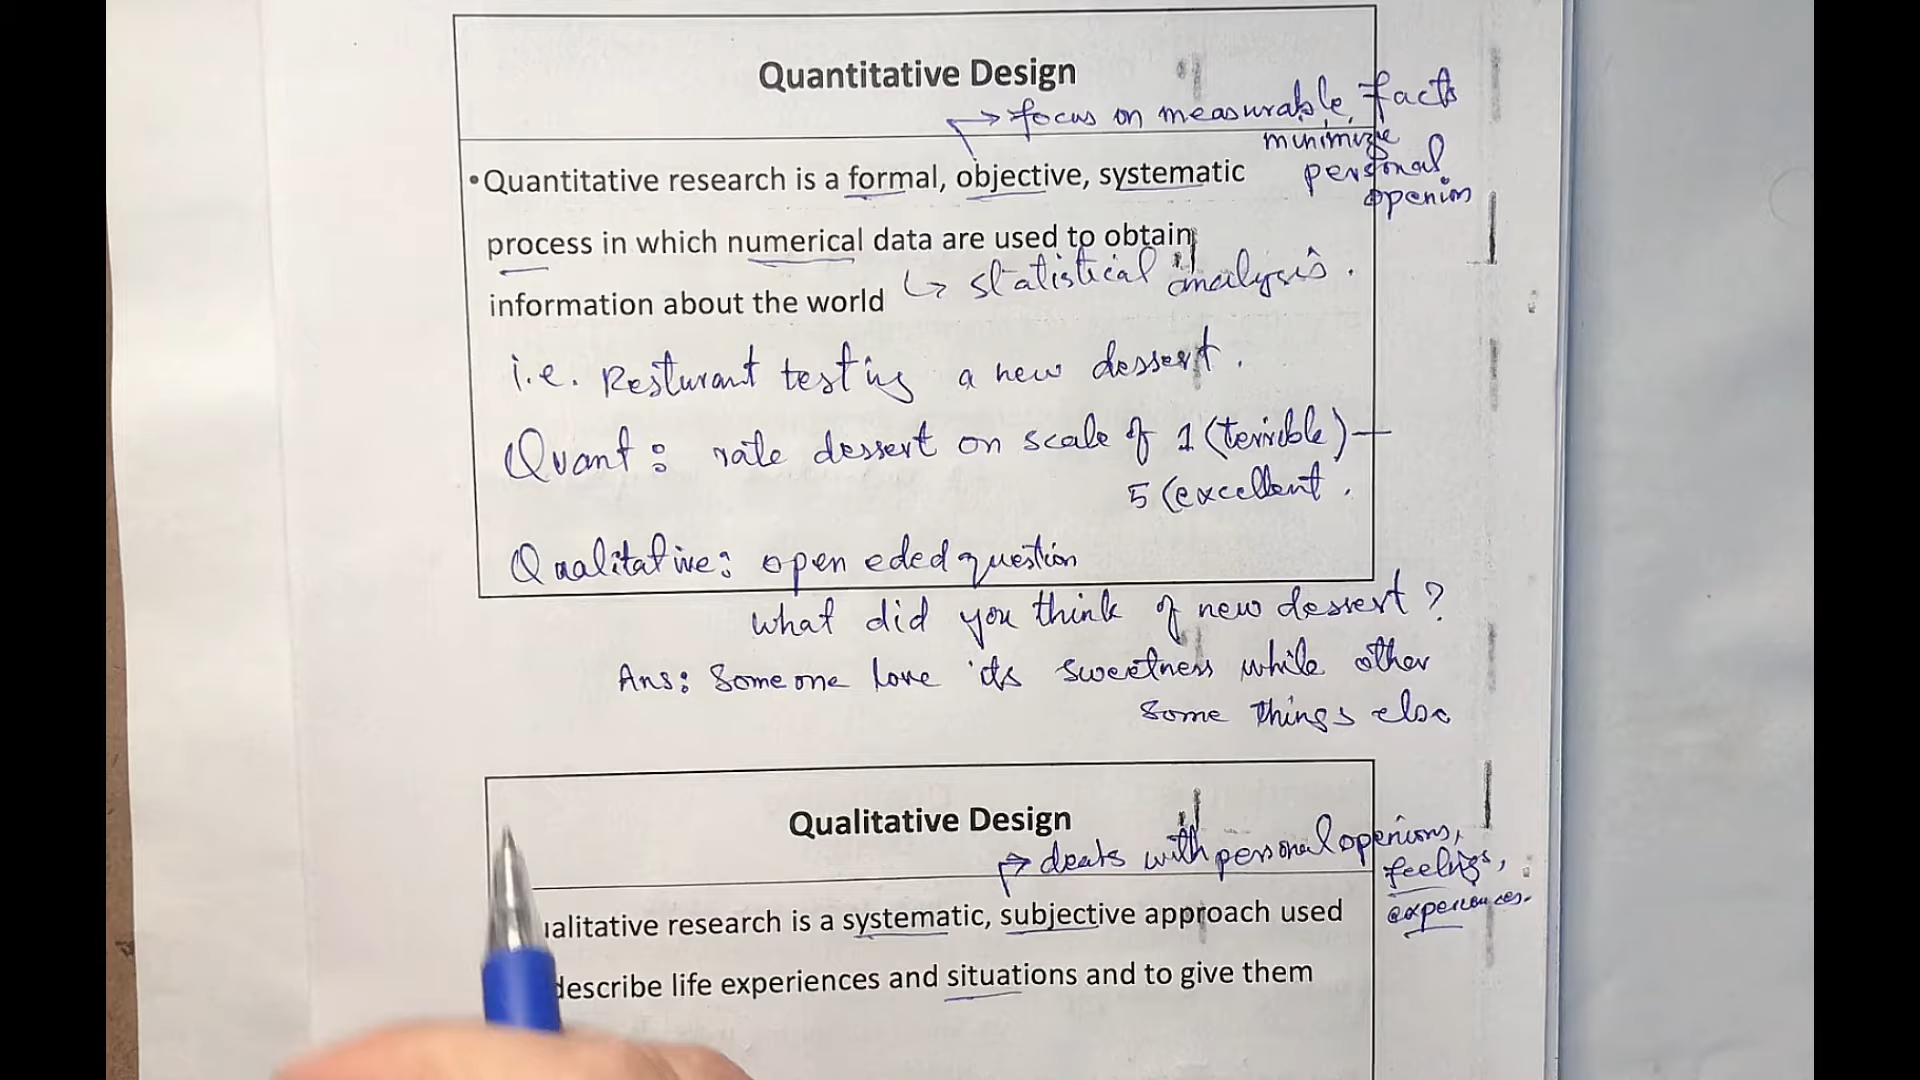 Quantitative Design
→ focus on measurable, facts
minimize
personal
openion
•Quantitative research is a formal, objective, systematic
process in which numerical data are used to obtain
↳ statistical analysis.
information about the world
i.e. Resturant testing a new dessert.
Quant: rate dessert on scale of 1 (terrible) –
5 (excellent.
Qualitative: open eded question
what did you think of new dessert?
Ans: Some one love its sweetness while other
some things else
Qualitative Design
→ deals with personal openions,
feelings,
experiences.
ualitative research is a systematic, subjective approach used
describe life experiences and situations and to give them